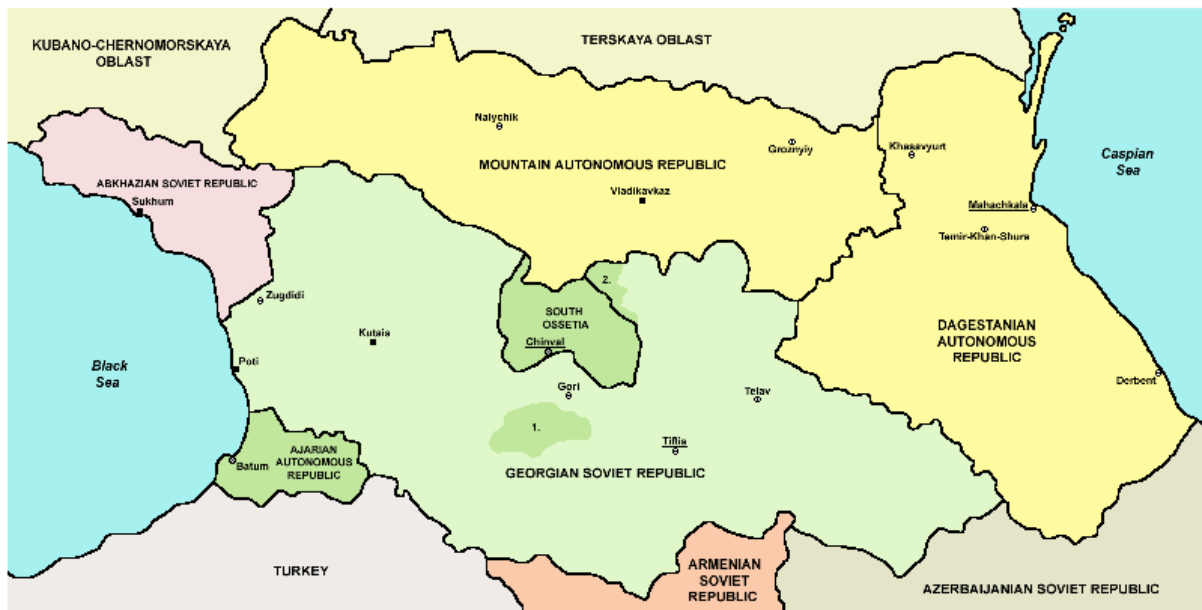 KUBANO-CHERNOMORSKAYA
OBLAST
TERSKAYA OBLAST
Nalychik
Groznyiy
Khasavyurt
MOUNTAIN AUTONOMOUS REPUBLIC
Caspian
Sea
ABKHAZIAN SOVIET REPUBLIC
Vladikavkaz
Sukhum
Mahachkala
Temir-Khan-Shura
2.
Zugdidi
SOUTH
OSSETIA
Kutais
Chinval
DAGESTANIAN
AUTONOMOUS
REPUBLIC
Black
Sea
Poti
Derbent
Gori
Telav
1.
Tiflis
AJARIAN
AUTONOMOUS
REPUBLIC
Batum
GEORGIAN SOVIET REPUBLIC
TURKEY
ARMENIAN
SOVIET
REPUBLIC
AZERBAIJANIAN SOVIET REPUBLIC